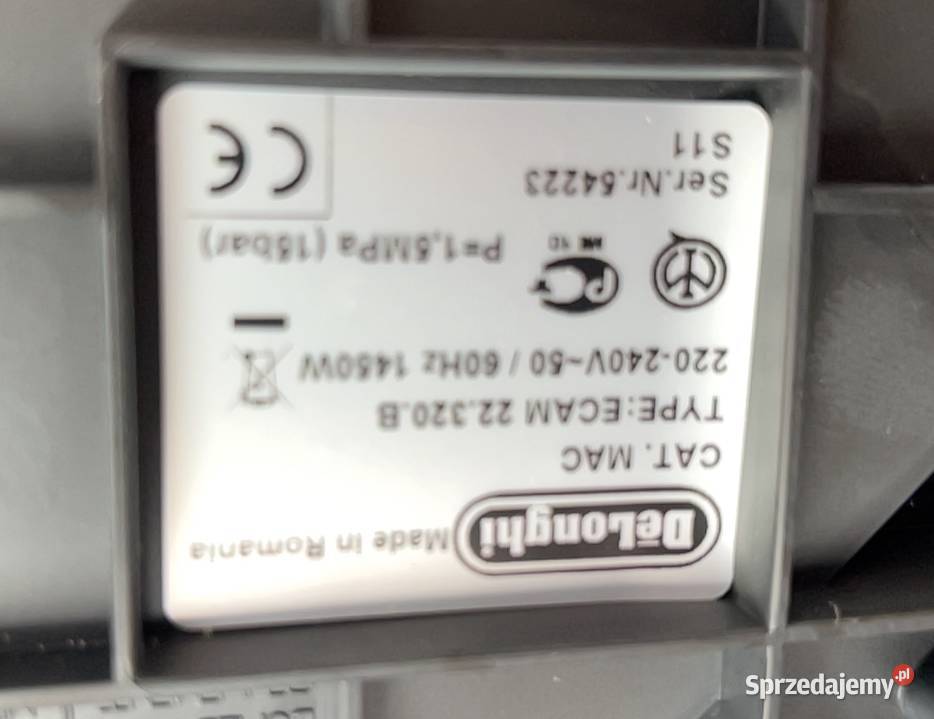 DeLonghi Made in Romania
CAT. MAC
TYPE:ECAM 22.320.B
220-240V~50 / 60Hz 1450W
P=1,5MPa (15bar)
Ser.Nr.54223
S11
CE
Sprzedajemy.pl